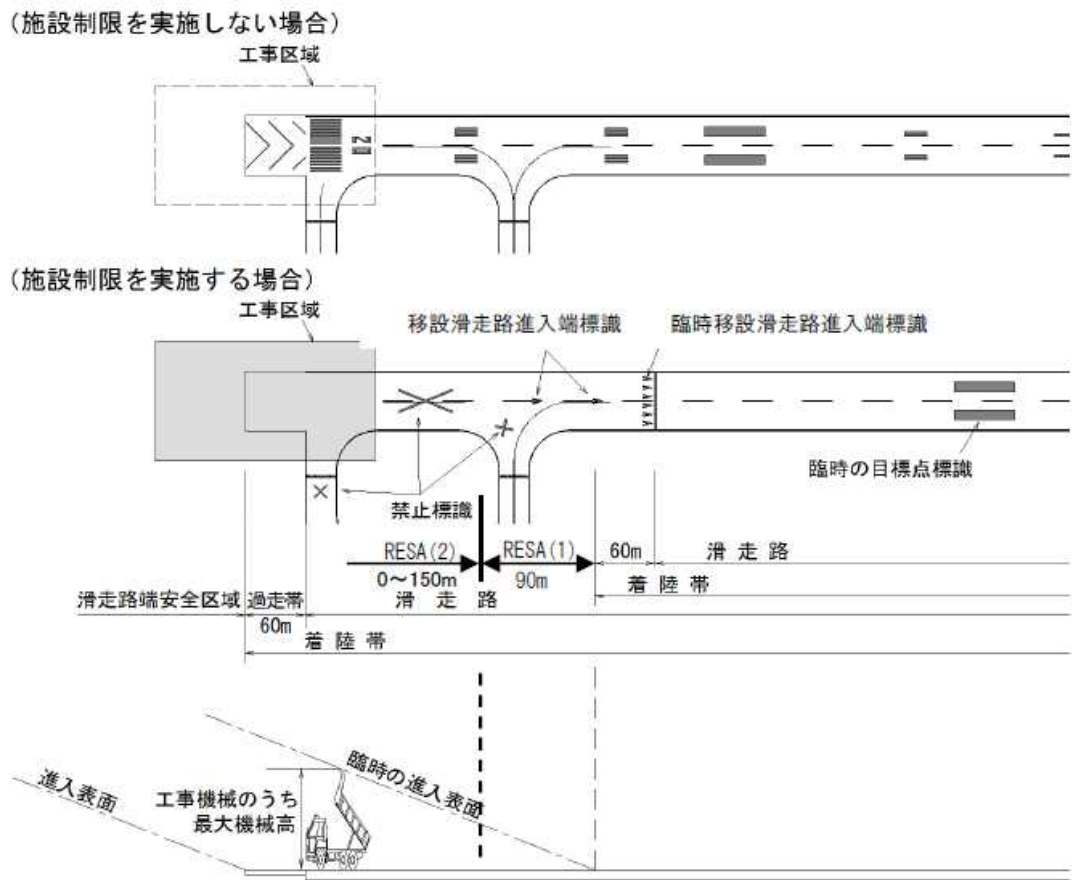 （施設制限を実施しない場合）
工事区域
（施設制限を実施する場合）
工事区域
移設滑走路進入端標識
臨時移設滑走路進入端標識
臨時の目標点標識
禁止標識
RESA(2)
RESA(1)
60m
滑走路
0～150m
90m
着陸帯
滑走路端安全区域
過走帯
滑走路
60m
着陸帯
進入表面
臨時の進入表面
工事機械のうち
最大機械高